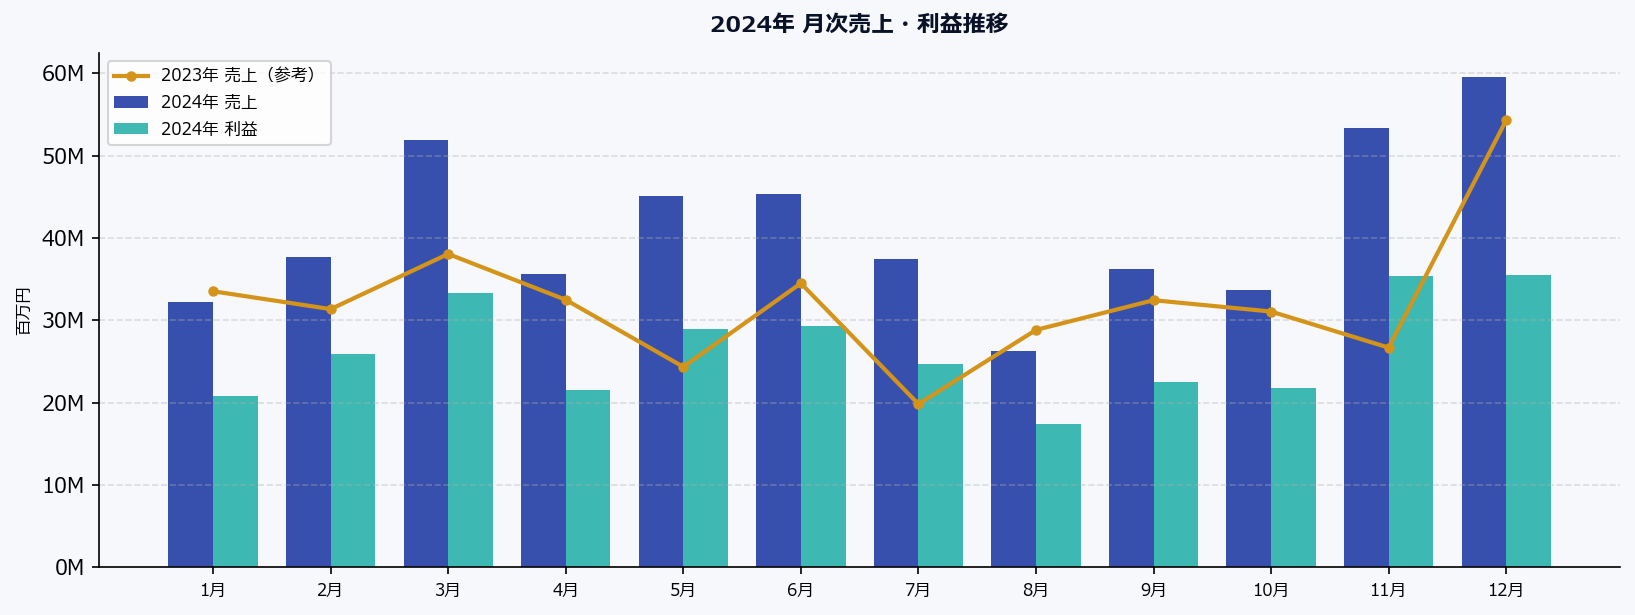 2024年 月次売上・利益推移
60M
50M
40M
30M
20M
10M
0M
百万円
2023年 売上（参考）
2024年 売上
2024年 利益
1月
2月
3月
4月
5月
6月
7月
8月
9月
10月
11月
12月